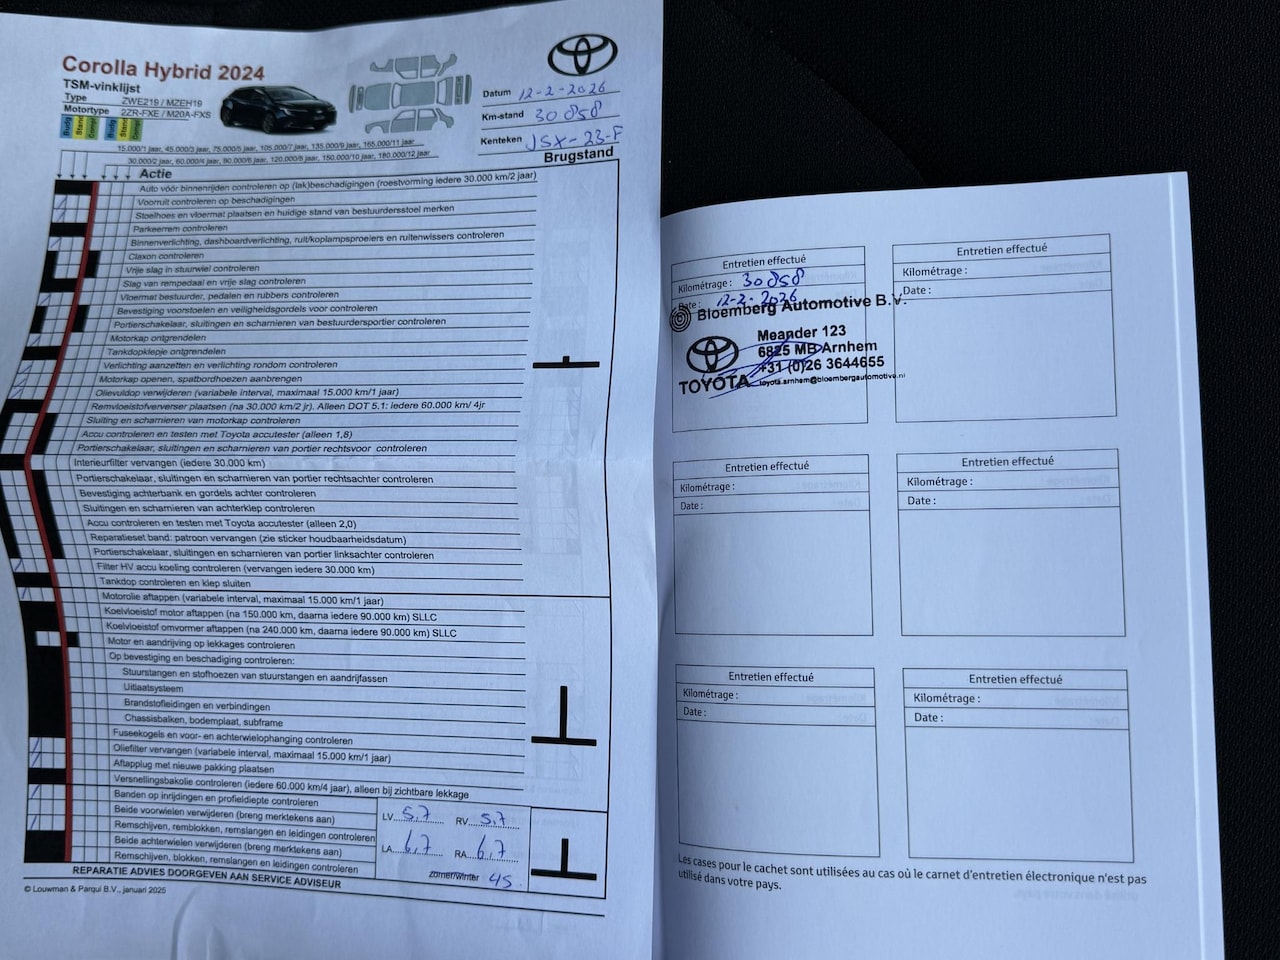 Corolla Hybrid 2024
TSM-vinklijst
Type ZWE219 / MZEH19
Motortype 2ZR-FXE / M20A-FXS
Budg Stand Compl Budg Stand Compl
Datum 12-2-2026
Km-stand 30858
Kenteken
15.000/1 jaar, 45.000/3 jaar, 75.000/5 jaar, 105.000/7 jaar, 135.000/9 jaar, 165.000/11 jaar
30.000/2 jaar, 60.000/4 jaar, 90.000/6 jaar, 120.000/8 jaar, 150.000/10 jaar, 180.000/12 jaar
Brugstand
Actie
Auto vóór binnenrijden controleren op (lak)beschadigingen (roestvorming iedere 30.000 km/2 jaar)
Voorruit controleren op beschadigingen
Stoelhoes en vloermat plaatsen en huidige stand van bestuurdersstoel merken
Parkeerrem controleren
Binnenverlichting, dashboardverlichting, ruit/koplampsproeiers en ruitenwissers controleren
Claxon controleren
Vrije slag in stuurwiel controleren
Slag van rempedaal en vrije slag controleren
Vloermat bestuurder, pedalen en rubbers controleren
Bevestiging voorstoelen en veiligheidsgordels voor controleren
Portierschakelaar, sluitingen en scharnieren van bestuurdersportier controleren
Motorkap ontgrendelen
Tankdopklepje ontgrendelen
Verlichting aanzetten en verlichting rondom controleren
Motorkap openen, spatbordhoezen aanbrengen
Olievuldop verwijderen (variabele interval, maximaal 15.000 km/1 jaar)
Remvloeistofververser plaatsen (na 30.000 km/2 jr). Alleen DOT 5.1: iedere 60.000 km/ 4jr
Sluiting en scharnieren van motorkap controleren
Accu controleren en testen met Toyota accutester (alleen 1,8)
Portierschakelaar, sluitingen en scharnieren van portier rechtsvoor controleren
Interieurfilter vervangen (iedere 30.000 km)
Portierschakelaar, sluitingen en scharnieren van portier rechtsachter controleren
Bevestiging achterbank en gordels achter controleren
Sluitingen en scharnieren van achterklep controleren
Accu controleren en testen met Toyota accutester (alleen 2,0)
Reparatieset band: patroon vervangen (zie sticker houdbaarheidsdatum)
Portierschakelaar, sluitingen en scharnieren van portier linksachter controleren
Filter HV accu koeling controleren (vervangen iedere 30.000 km)
Tankdop controleren en klep sluiten
Motorolie aftappen (variabele interval, maximaal 15.000 km/1 jaar)
Koelvloeistof motor aftappen (na 150.000 km, daarna iedere 90.000 km) SLLC
Koelvloeistof omvormer aftappen (na 240.000 km, daarna iedere 90.000 km) SLLC
Motor en aandrijving op lekkages controleren
Op bevestiging en beschadiging controleren:
Stuurstangen en stofhoezen van stuurstangen en aandrijfassen
Uitlaatsysteem
Brandstofleidingen en verbindingen
Chassisbalken, bodemplaat, subframe
Fuseekogels en voor- en achterwielophanging controleren
Oliefilter vervangen (variabele interval, maximaal 15.000 km/1 jaar)
Aftapplug met nieuwe pakking plaatsen
Versnellingsbakolie controleren (iedere 60.000 km/4 jaar), alleen bij zichtbare lekkage
Banden op inrijdingen en profieldiepte controleren
Beide voorwielen verwijderen (breng merktekens aan)
Remschijven, remblokken, remslangen en leidingen controleren
Beide achterwielen verwijderen (breng merktekens aan)
Remschijven, blokken, remslangen en leidingen controleren
LV...5,7... RV...5,7...
LA...6,7... RA...6,7...
zomer/winter 4S
REPARATIE ADVIES DOORGEVEN AAN SERVICE ADVISEUR
© Louwman & Parqui B.V., januari 2025
Entretien effectué
Kilométrage : 30858
Date : 12-2-2026
Bloemberg Automotive B.V.
Meander 123
6825 MB Arnhem
+31 (0)26 3644655
TOYOTA toyota.arnhem@bloembergautomotive.nl
Entretien effectué
Kilométrage :
Date :
Entretien effectué
Kilométrage :
Date :
Entretien effectué
Kilométrage :
Date :
Entretien effectué
Kilométrage :
Date :
Entretien effectué
Kilométrage :
Date :
Les cases pour le cachet sont utilisées au cas où le carnet d'entretien électronique n'est pas
utilisé dans votre pays.